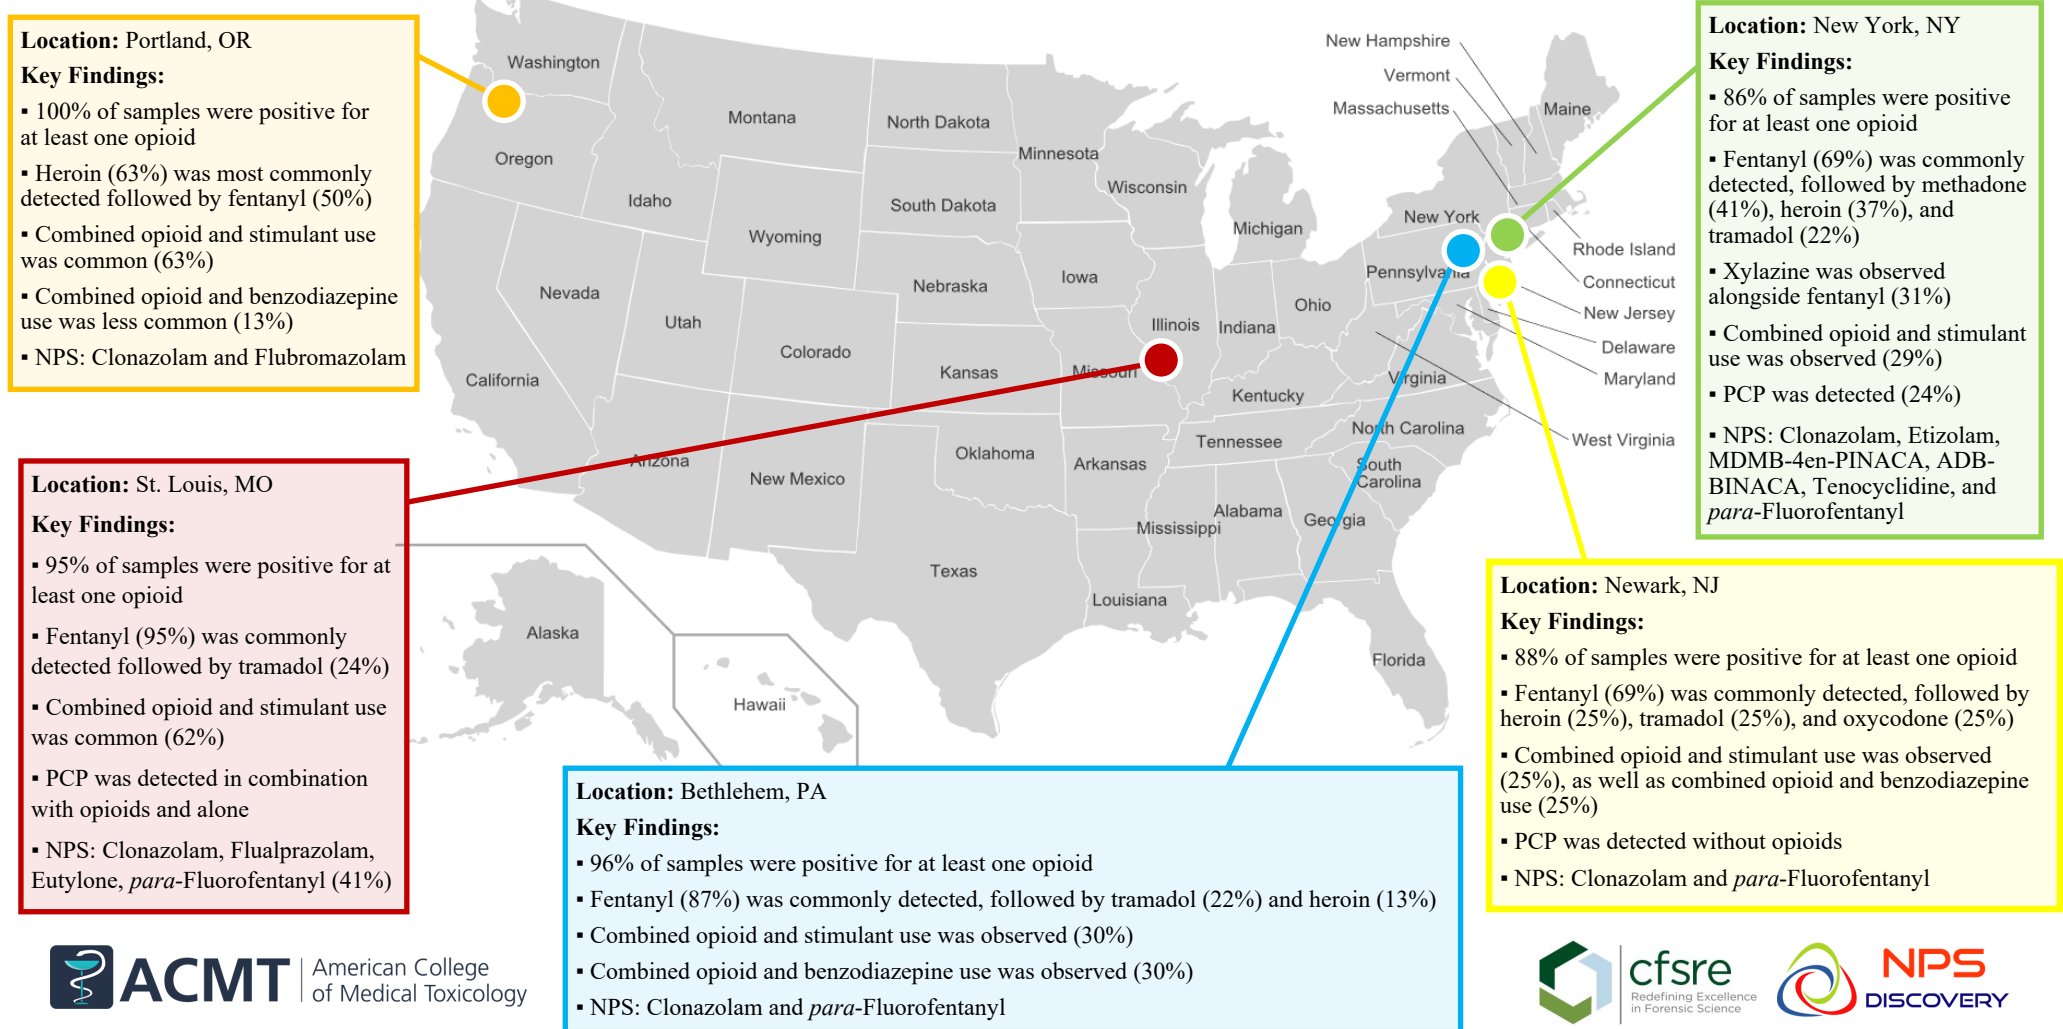 Location: Portland, OR
Key Findings:
▪ 100% of samples were positive for
at least one opioid
▪ Heroin (63%) was most commonly
detected followed by fentanyl (50%)
▪ Combined opioid and stimulant use
was common (63%)
▪ Combined opioid and benzodiazepine
use was less common (13%)
▪ NPS: Clonazolam and Flubromazolam
Location: St. Louis, MO
Key Findings:
▪ 95% of samples were positive for at
least one opioid
▪ Fentanyl (95%) was commonly
detected followed by tramadol (24%)
▪ Combined opioid and stimulant use
was common (62%)
▪ PCP was detected in combination
with opioids and alone
▪ NPS: Clonazolam, Flualprazolam,
Eutylone, para-Fluorofentanyl (41%)
Washington
Oregon
Idaho
Montana
North Dakota
South Dakota
Minnesota
Wisconsin
Michigan
Wyoming
Nebraska
Iowa
Nevada
Utah
Colorado
California
Kansas
Missouri
Illinois
Indiana
Ohio
Kentucky
Arizona
New Mexico
Oklahoma
Arkansas
Tennessee
Texas
Louisiana
Mississippi
Alabama
Georgia
Florida
South
Carolina
North Carolina
Virginia
West Virginia
Pennsylvania
New York
New Hampshire
Vermont
Massachusetts
Maine
Rhode Island
Connecticut
New Jersey
Delaware
Maryland
Alaska
Hawaii
Location: New York, NY
Key Findings:
▪ 86% of samples were positive
for at least one opioid
▪ Fentanyl (69%) was commonly
detected, followed by methadone
(41%), heroin (37%), and
tramadol (22%)
▪ Xylazine was observed
alongside fentanyl (31%)
▪ Combined opioid and stimulant
use was observed (29%)
▪ PCP was detected (24%)
▪ NPS: Clonazolam, Etizolam,
MDMB-4en-PINACA, ADB-
BINACA, Tenocyclidine, and
para-Fluorofentanyl
Location: Newark, NJ
Key Findings:
▪ 88% of samples were positive for at least one opioid
▪ Fentanyl (69%) was commonly detected, followed by
heroin (25%), tramadol (25%), and oxycodone (25%)
▪ Combined opioid and stimulant use was observed
(25%), as well as combined opioid and benzodiazepine
use (25%)
▪ PCP was detected without opioids
▪ NPS: Clonazolam and para-Fluorofentanyl
Location: Bethlehem, PA
Key Findings:
▪ 96% of samples were positive for at least one opioid
▪ Fentanyl (87%) was commonly detected, followed by tramadol (22%) and heroin (13%)
▪ Combined opioid and stimulant use was observed (30%)
▪ Combined opioid and benzodiazepine use was observed (30%)
▪ NPS: Clonazolam and para-Fluorofentanyl
ACMT
American College
of Medical Toxicology
cfsre
Redefining Excellence
in Forensic Science
NPS
DISCOVERY